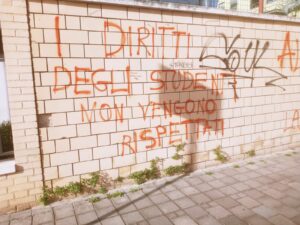 I DIRITTI
DEGLI STUDENTI
NON VENGONO
RISPETTATI